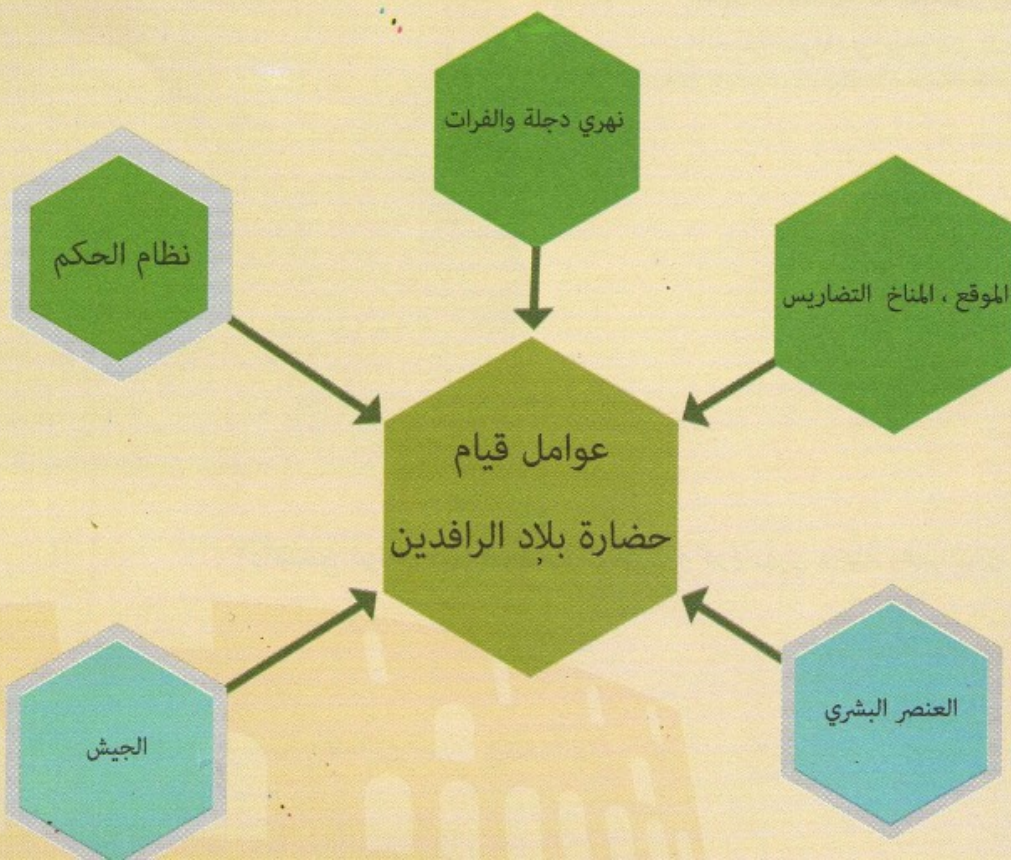 نهري دجلة والفرات
نظام الحكم
الموقع ، المناخ التضاريس
عوامل قيام
حضارة بلاد الرافدين
العنصر البشري
الجيش